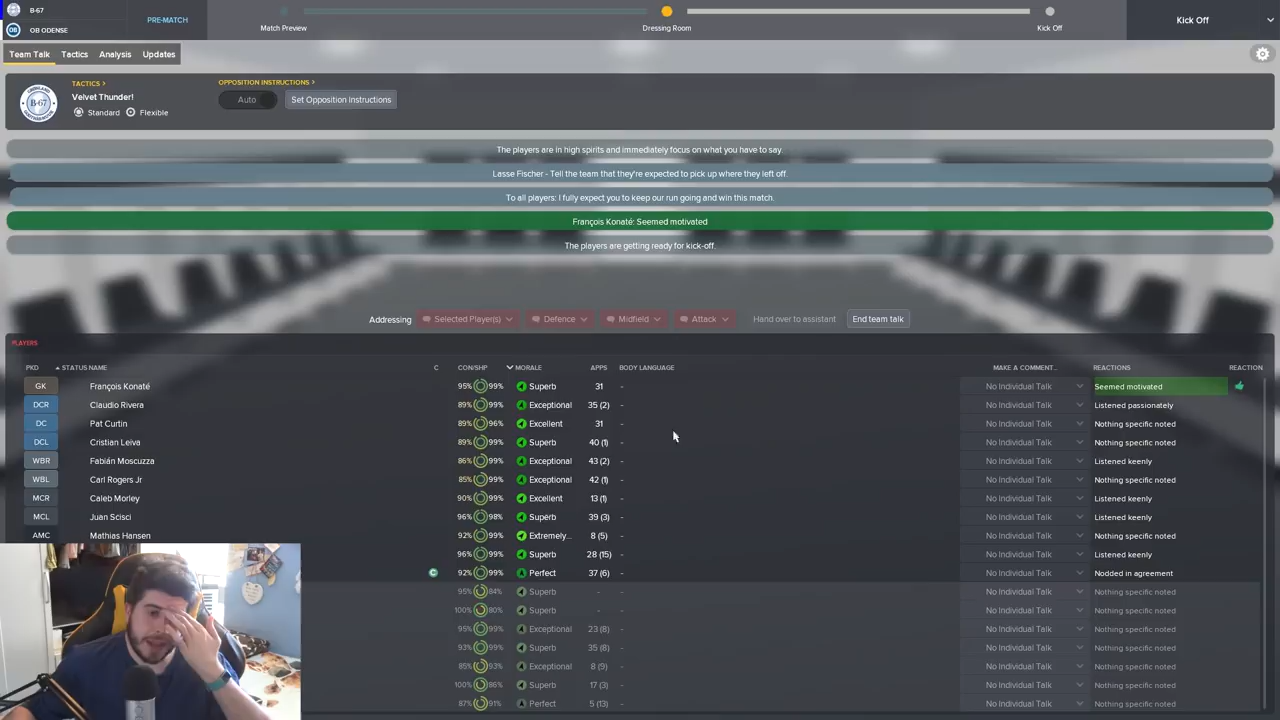 B-67
OB OB ODENSE
PRE-MATCH
Match Preview
Dressing Room
Kick Off
Kick Off
Team Talk Tactics Analysis Updates
TACTICS >
Velvet Thunder!
Standard Flexible
OPPOSITION INSTRUCTIONS >
Auto Set Opposition Instructions
B-67
The players are in high spirits and immediately focus on what you have to say.
Lasse Fischer - Tell the team that they're expected to pick up where they left off.
To all players: I fully expect you to keep our run going and win this match.
François Konaté: Seemed motivated
The players are getting ready for kick-off.
Addressing Selected Player(s) Defence Midfield Attack Hand over to assistant End team talk
PLAYERS
PKD STATUS NAME C CON/SHP MORALE APPS BODY LANGUAGE MAKE A COMMENT... REACTIONS REACTION
GK François Konaté 95% 99% Superb 31 - No Individual Talk Seemed motivated
DCR Claudio Rivera 89% 99% Exceptional 35 (2) - No Individual Talk Listened passionately
DC Pat Curtin 89% 96% Excellent 31 - No Individual Talk Nothing specific noted
DCL Cristian Leiva 89% 99% Superb 40 (1) - No Individual Talk Nothing specific noted
WBR Fabián Moscuzza 86% 99% Exceptional 43 (2) - No Individual Talk Listened keenly
WBL Carl Rogers Jr 85% 99% Exceptional 42 (1) - No Individual Talk Nothing specific noted
MCR Caleb Morley 90% 99% Excellent 13 (1) - No Individual Talk Listened keenly
MCL Juan Scisci 96% 98% Superb 39 (3) - No Individual Talk Listened keenly
AMC Mathias Hansen 92% 99% Extremely... 8 (5) - No Individual Talk Nothing specific noted
96% 99% Superb 28 (15) - No Individual Talk Listened keenly
C 92% 99% Perfect 37 (6) - No Individual Talk Nodded in agreement
95% 84% Superb - - No Individual Talk Nothing specific noted
100% 80% Superb - - No Individual Talk Nothing specific noted
95% 99% Exceptional 23 (8) - No Individual Talk Nothing specific noted
93% 99% Superb 35 (8) - No Individual Talk Nothing specific noted
85% 93% Exceptional 8 (9) - No Individual Talk Nothing specific noted
100% 86% Superb 17 (3) - No Individual Talk Nothing specific noted
87% 91% Perfect 5 (13) - No Individual Talk Nothing specific noted